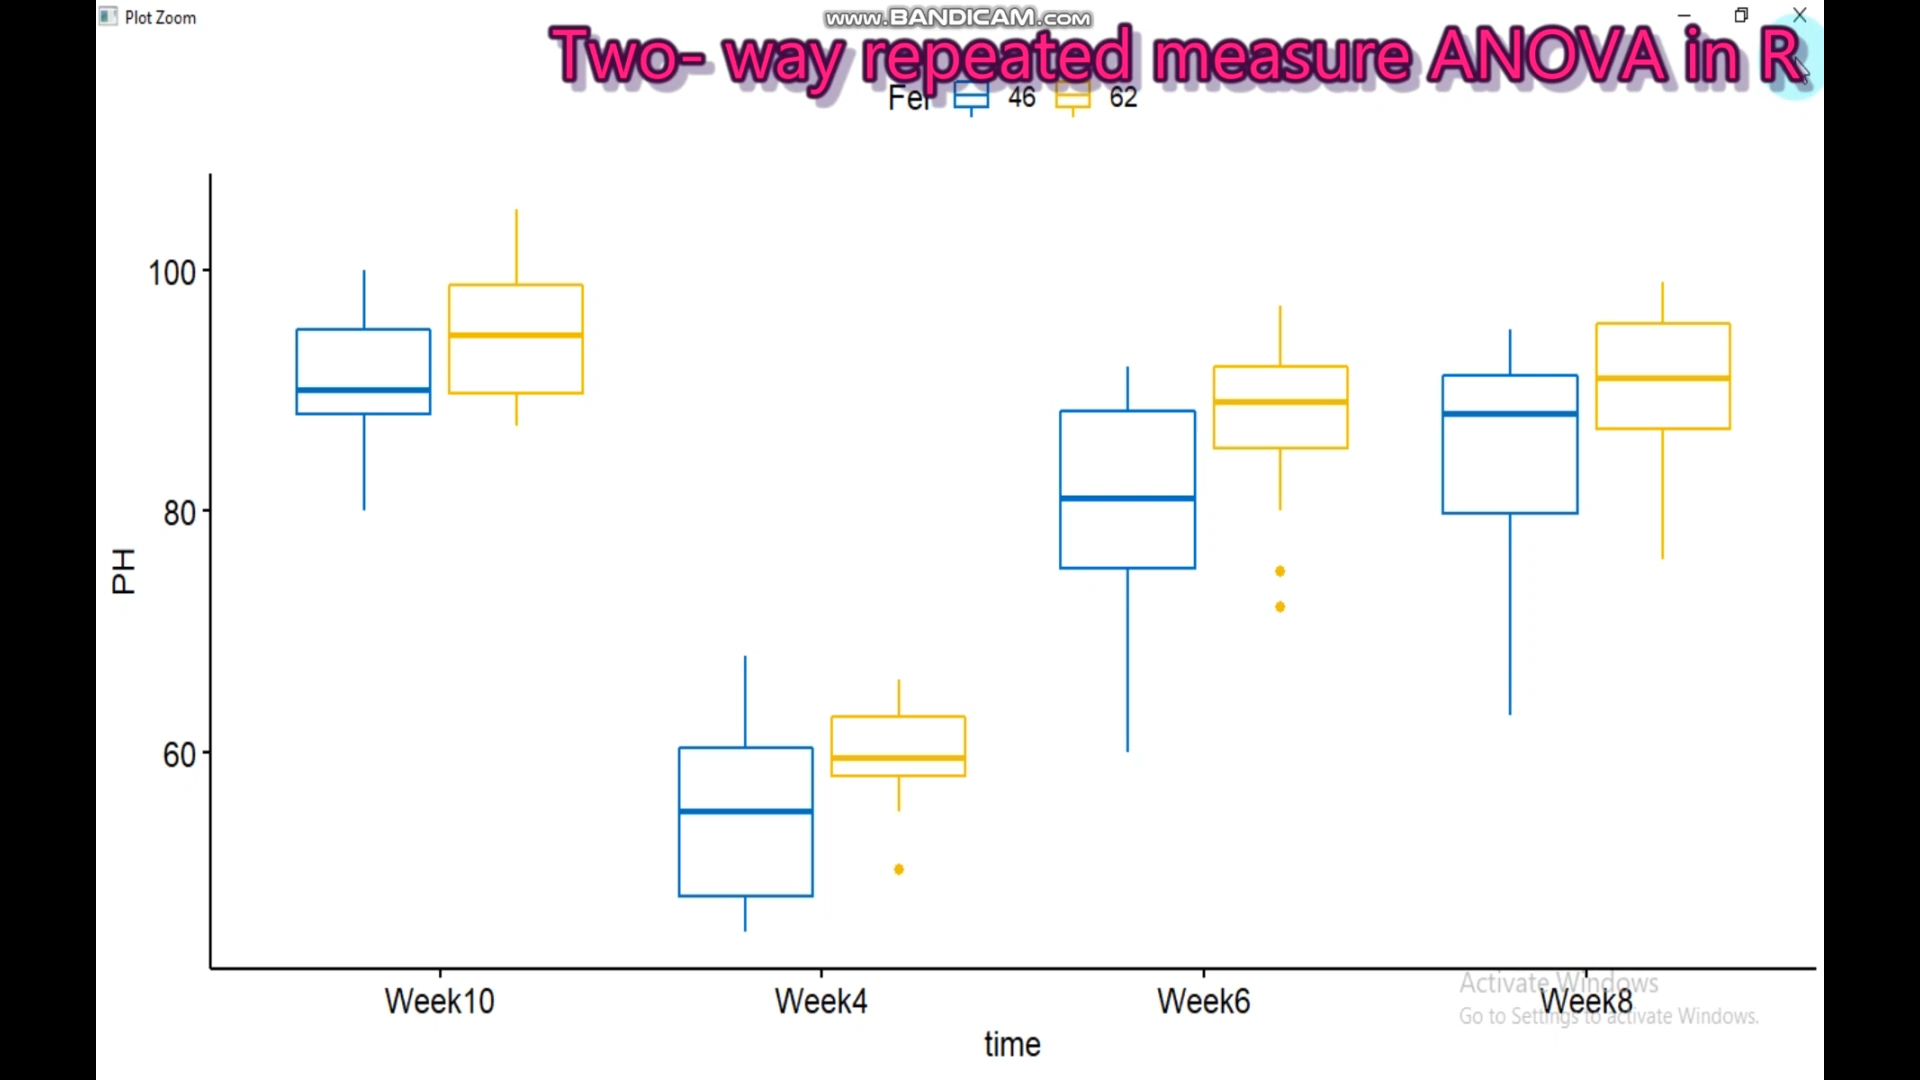 Plot Zoom
www.BANDICAM.com
Two- way repeated measure ANOVA in R
Fer 46 62
100
80
60
PH
Week10 Week4 Week6 Week8
time
Activate Windows
Go to Settings to activate Windows.